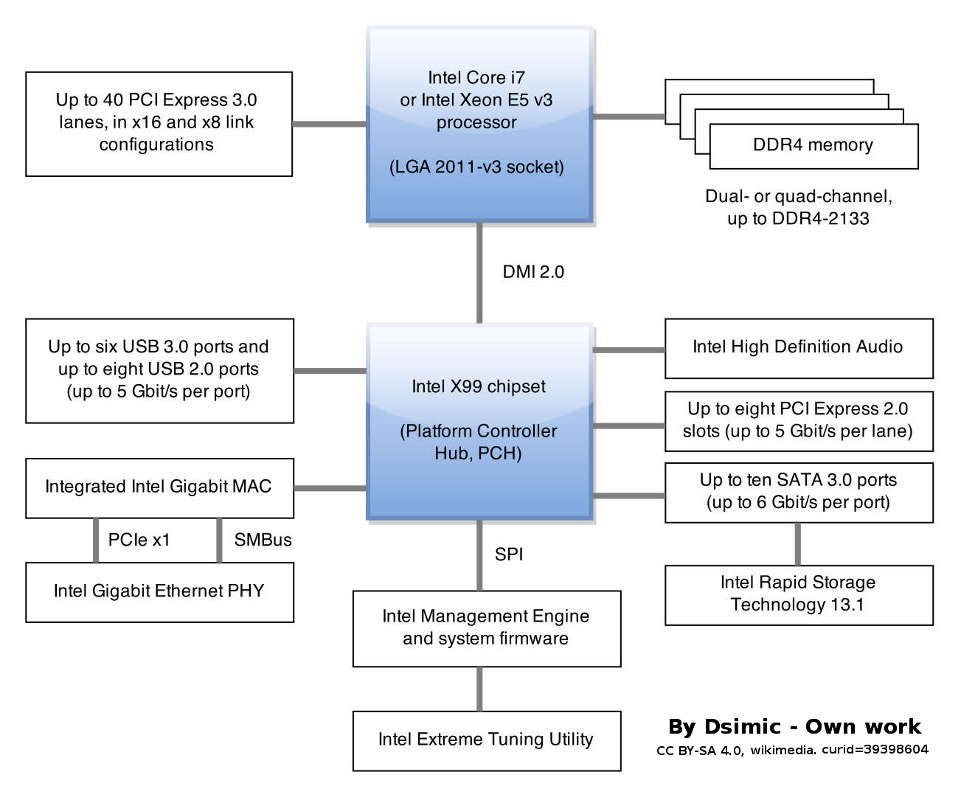 Intel Core i7
or Intel Xeon E5 v3
processor
(LGA 2011-v3 socket)
Up to 40 PCI Express 3.0
lanes, in x16 and x8 link
configurations
DDR4 memory
Dual- or quad-channel,
up to DDR4-2133
DMI 2.0
Up to six USB 3.0 ports and
up to eight USB 2.0 ports
(up to 5 Gbit/s per port)
Intel X99 chipset
(Platform Controller
Hub, PCH)
Intel High Definition Audio
Up to eight PCI Express 2.0
slots (up to 5 Gbit/s per lane)
Integrated Intel Gigabit MAC
Up to ten SATA 3.0 ports
(up to 6 Gbit/s per port)
PCIe x1
SMBus
SPI
Intel Gigabit Ethernet PHY
Intel Rapid Storage
Technology 13.1
Intel Management Engine
and system firmware
Intel Extreme Tuning Utility
By Dsimic - Own work
CC BY-SA 4.0, wikimedia. curid=39398604